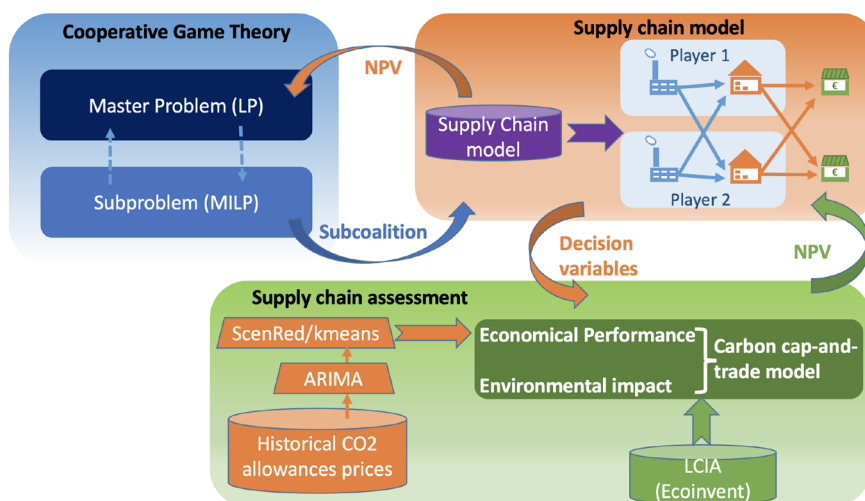 Cooperative Game Theory
Master Problem (LP)
Subproblem (MILP)
NPV
Subcoalition
Supply chain model
Supply Chain
model
Player 1
€
€
Player 2
Decision
variables
NPV
Supply chain assessment
ScenRed/kmeans
ARIMA
Historical CO2
allowances prices
Economical Performance
Environmental impact
Carbon cap-and-
trade model
LCIA
(Ecoinvent)